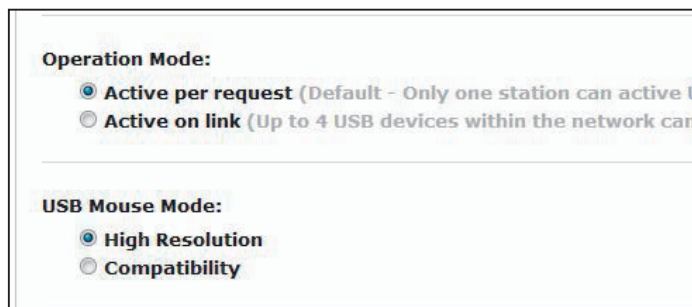 Operation Mode:
Active per request (Default - Only one station can active
Active on link (Up to 4 USB devices within the network
USB Mouse Mode:
High Resolution
Compatibility